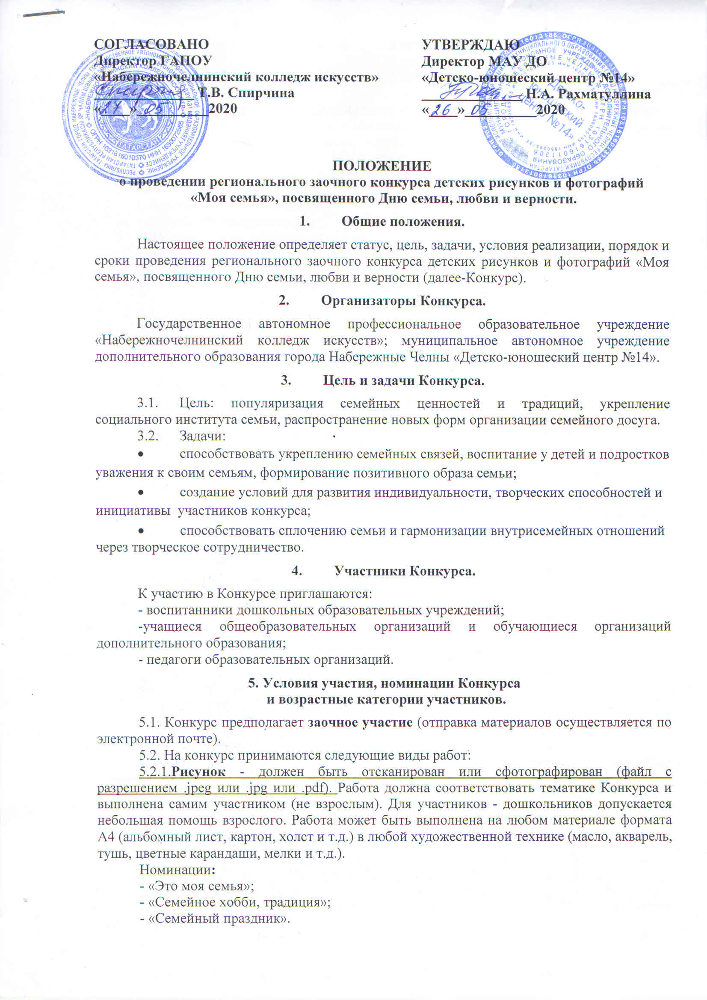 СОГЛАСОВАНО
Директор ГАПОУ
«Набережночелнинский колледж искусств»
Т.В. Спирчина
«27» 05 2020
УТВЕРЖДАЮ
Директор МАУ ДО
«Детско-юношеский центр №14»
Н.А. Рахматуллина
«26» 05 2020
ПОЛОЖЕНИЕ
о проведении регионального заочного конкурса детских рисунков и фотографий
«Моя семья», посвященного Дню семьи, любви и верности.
1. Общие положения.
Настоящее положение определяет статус, цель, задачи, условия реализации, порядок и
сроки проведения регионального заочного конкурса детских рисунков и фотографий «Моя
семья», посвященного Дню семьи, любви и верности (далее-Конкурс).
2. Организаторы Конкурса.
Государственное автономное профессиональное образовательное учреждение
«Набережночелнинский колледж искусств»; муниципальное автономное учреждение
дополнительного образования города Набережные Челны «Детско-юношеский центр №14».
3. Цель и задачи Конкурса.
3.1. Цель: популяризация семейных ценностей и традиций, укрепление
социального института семьи, распространение новых форм организации семейного досуга.
3.2. Задачи:
• способствовать укреплению семейных связей, воспитание у детей и подростков
уважения к своим семьям, формирование позитивного образа семьи;
• создание условий для развития индивидуальности, творческих способностей и
инициативы участников конкурса;
• способствовать сплочению семьи и гармонизации внутрисемейных отношений
через творческое сотрудничество.
4. Участники Конкурса.
К участию в Конкурсе приглашаются:
- воспитанники дошкольных образовательных учреждений;
-учащиеся общеобразовательных организаций и обучающиеся организаций
дополнительного образования;
- педагоги образовательных организаций.
5. Условия участия, номинации Конкурса
и возрастные категории участников.
5.1. Конкурс предполагает заочное участие (отправка материалов осуществляется по
электронной почте).
5.2. На конкурс принимаются следующие виды работ:
5.2.1.Рисунок - должен быть отсканирован или сфотографирован (файл с
разрешением .jpeg или .jpg или .pdf). Работа должна соответствовать тематике Конкурса и
выполнена самим участником (не взрослым). Для участников - дошкольников допускается
небольшая помощь взрослого. Работа может быть выполнена на любом материале формата
А4 (альбомный лист, картон, холст и т.д.) в любой художественной технике (масло, акварель,
тушь, цветные карандаши, мелки и т.д.).
Номинации:
- «Это моя семья»;
- «Семейное хобби, традиция»;
- «Семейный праздник».